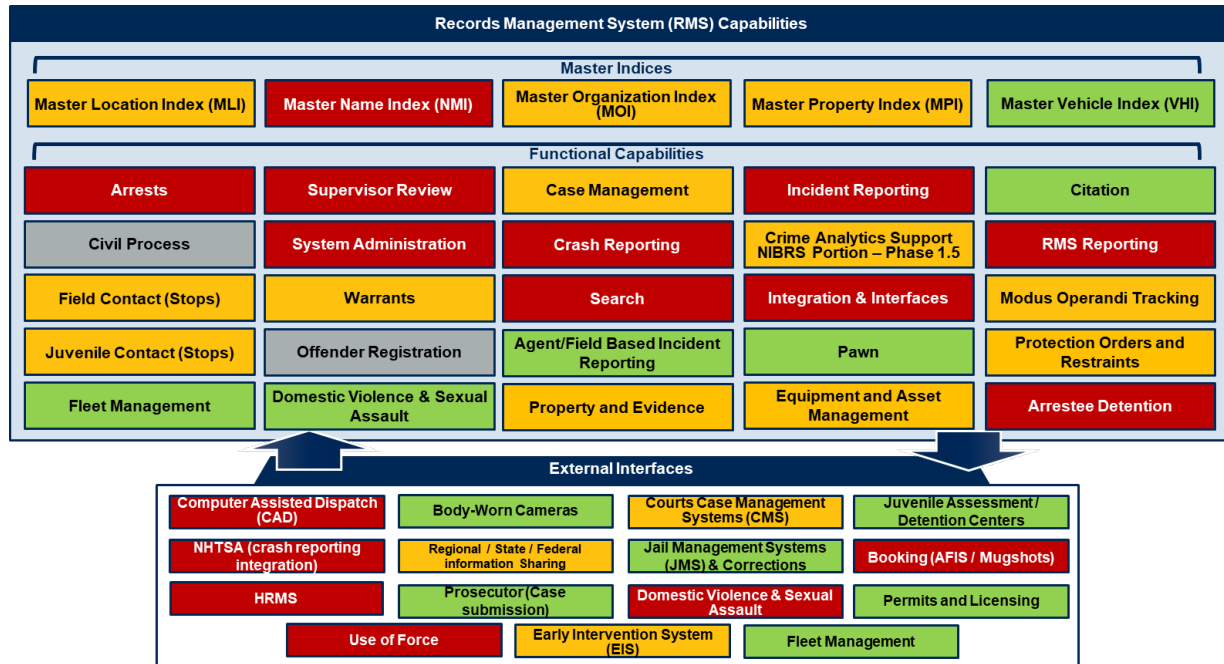 Records Management System (RMS) Capabilities
Master Indices
Master Location Index (MLI)
Master Name Index (NMI)
Master Organization Index
(MOI)
Master Property Index (MPI)
Master Vehicle Index (VHI)
Functional Capabilities
Arrests
Supervisor Review
Case Management
Incident Reporting
Citation
Civil Process
System Administration
Crash Reporting
Crime Analytics Support
NIBRS Portion – Phase 1.5
RMS Reporting
Field Contact (Stops)
Warrants
Search
Integration & Interfaces
Modus Operandi Tracking
Juvenile Contact (Stops)
Offender Registration
Agent/Field Based Incident
Reporting
Pawn
Protection Orders and
Restraints
Fleet Management
Domestic Violence & Sexual
Assault
Property and Evidence
Equipment and Asset
Management
Arrestee Detention
External Interfaces
Computer Assisted Dispatch
(CAD)
Body-Worn Cameras
Courts Case Management
Systems (CMS)
Juvenile Assessment /
Detention Centers
NHTSA (crash reporting
integration)
Regional / State / Federal
information Sharing
Jail Management Systems
(JMS) & Corrections
Booking (AFIS / Mugshots)
HRMS
Prosecutor (Case
submission)
Domestic Violence & Sexual
Assault
Permits and Licensing
Use of Force
Early Intervention System
(EIS)
Fleet Management